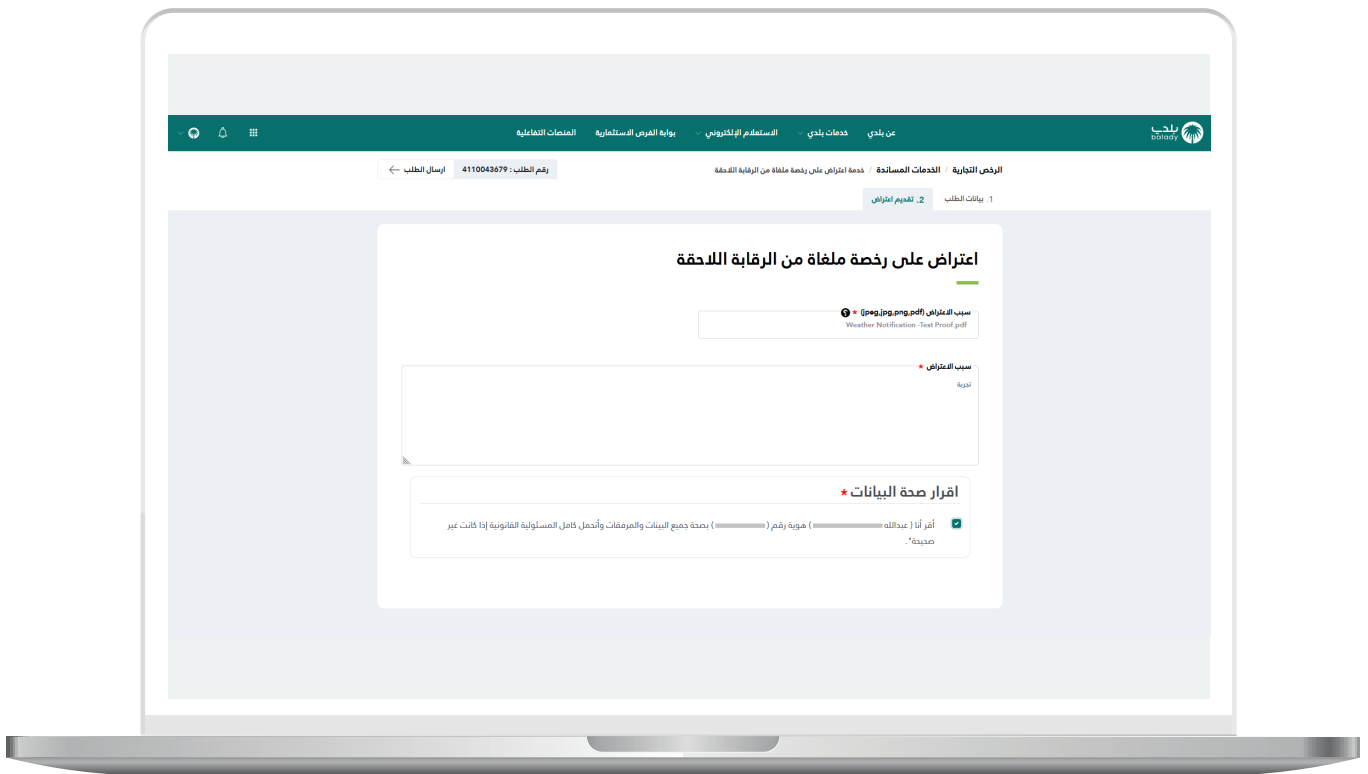 بلدي
balady
عن بلدي
خدمات بلدي
الاستعلام الإلكتروني
بوابة الفرص الاستثمارية
المنصات التفاعلية
الرخص التجارية / الخدمات المساندة / خدمة اعتراض على رخصة ملغاة من الرقابة اللاحقة
رقم الطلب : 4110043679
ارسال الطلب
1. بيانات الطلب
2. تقديم اعتراض
اعتراض على رخصة ملغاة من الرقابة اللاحقة
سبب الاعتراض (jpeg,jpg,png,pdf) *
Weather Notification -Text Proof.pdf
سبب الاعتراض *
تجربة
اقرار صحة البيانات *
أقر أنا ( عبدالله ) هوية رقم ( ) بصحة جميع البينات والمرفقات وأتحمل كامل المسئولية القانونية إذا كانت غير
صحيحة".